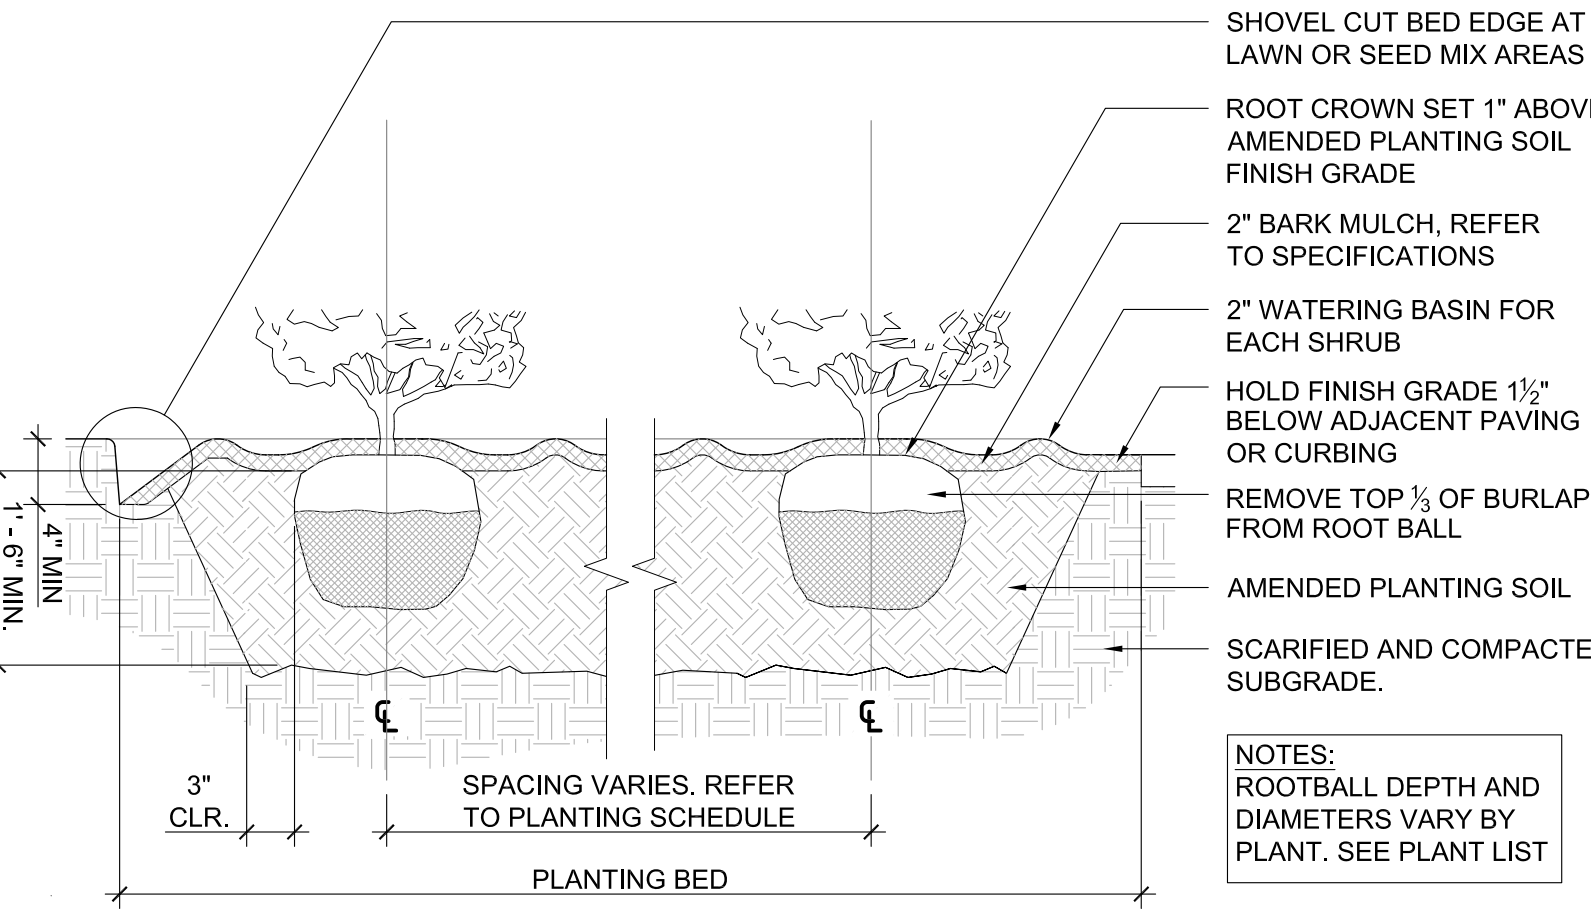 SHOVEL CUT BED EDGE AT
LAWN OR SEED MIX AREAS
ROOT CROWN SET 1" ABOVE
AMENDED PLANTING SOIL
FINISH GRADE
2" BARK MULCH, REFER
TO SPECIFICATIONS
2" WATERING BASIN FOR
EACH SHRUB
HOLD FINISH GRADE 1½"
BELOW ADJACENT PAVING
OR CURBING
REMOVE TOP ⅓ OF BURLAP
FROM ROOT BALL
AMENDED PLANTING SOIL
SCARIFIED AND COMPACTE
SUBGRADE.
NOTES:
ROOTBALL DEPTH AND
DIAMETERS VARY BY
PLANT. SEE PLANT LIST
4" MIN
1' - 6" MIN.
CL
CL
3"
CLR.
SPACING VARIES. REFER
TO PLANTING SCHEDULE
PLANTING BED